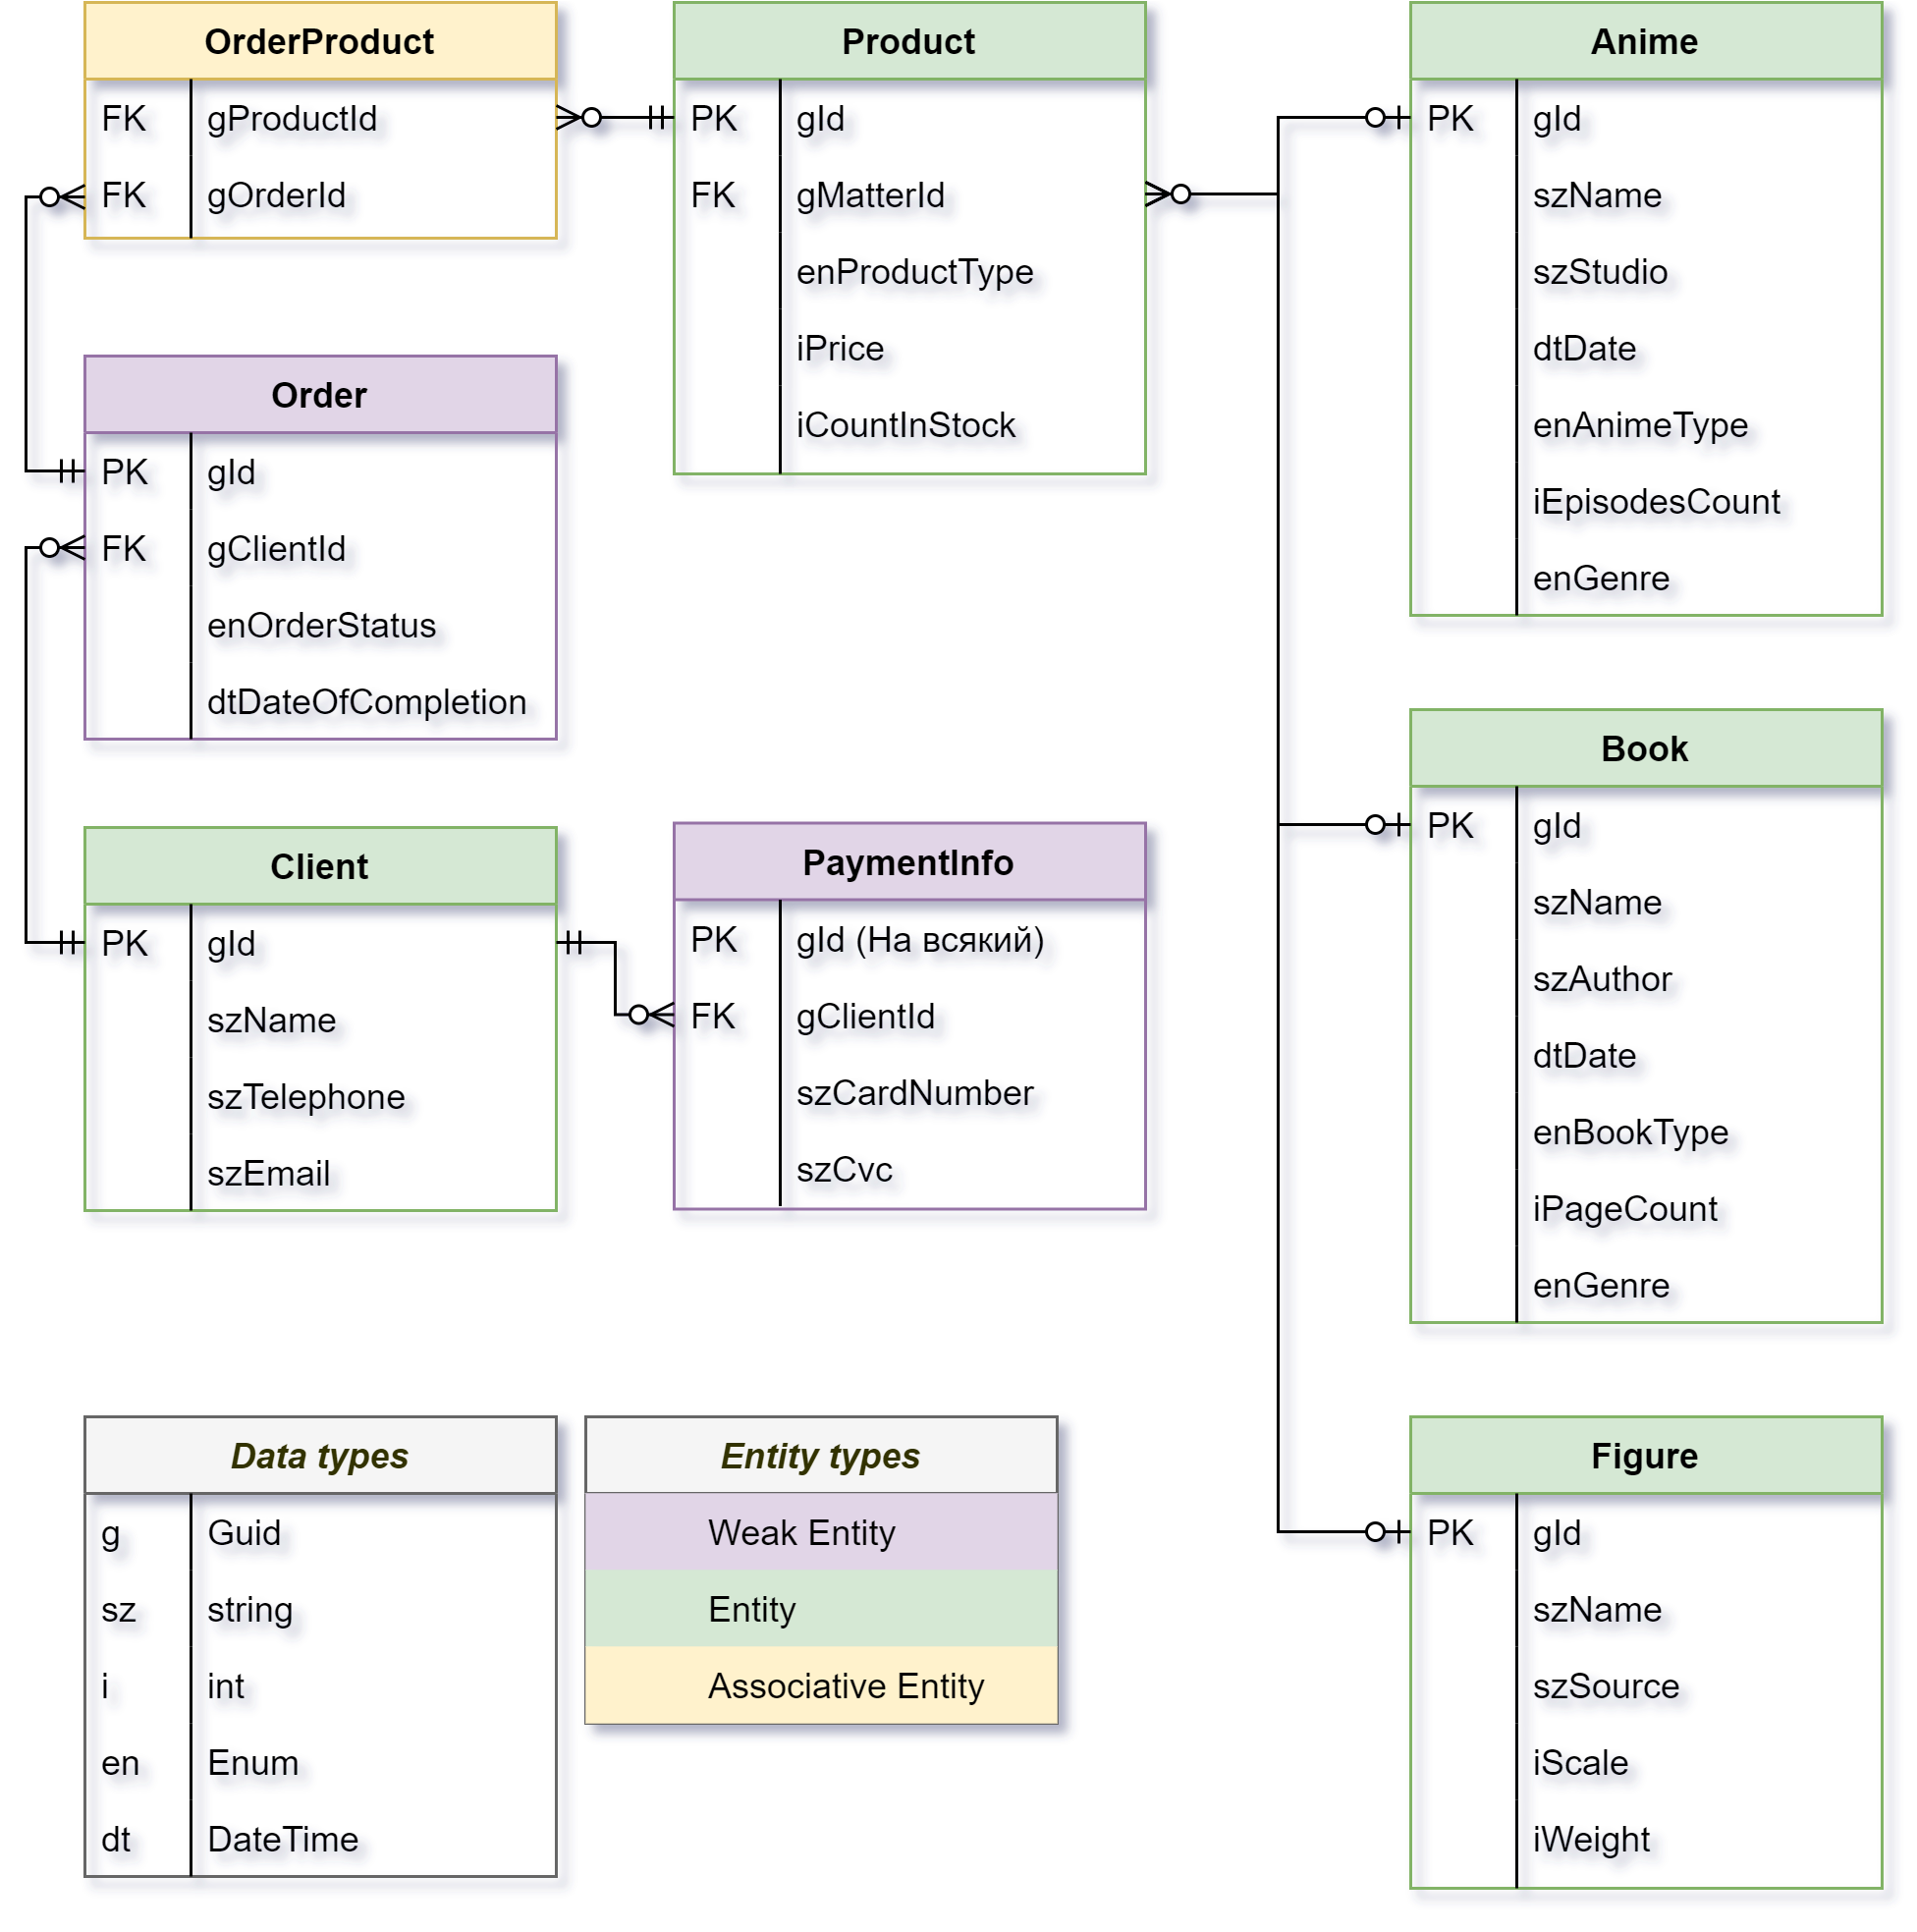 OrderProduct
FK gProductId
FK gOrderId
Product
PK gId
FK gMatterId
enProductType
iPrice
iCountInStock
Anime
PK gId
szName
szStudio
dtDate
enAnimeType
iEpisodesCount
enGenre
Order
PK gId
FK gClientId
enOrderStatus
dtDateOfCompletion
Book
PK gId
szName
szAuthor
dtDate
enBookType
iPageCount
enGenre
Client
PK gId
szName
szTelephone
szEmail
PaymentInfo
PK gId (На всякий)
FK gClientId
szCardNumber
szCvc
Data types
g Guid
sz string
i int
en Enum
dt DateTime
Entity types
Weak Entity
Entity
Associative Entity
Figure
PK gId
szName
szSource
iScale
iWeight